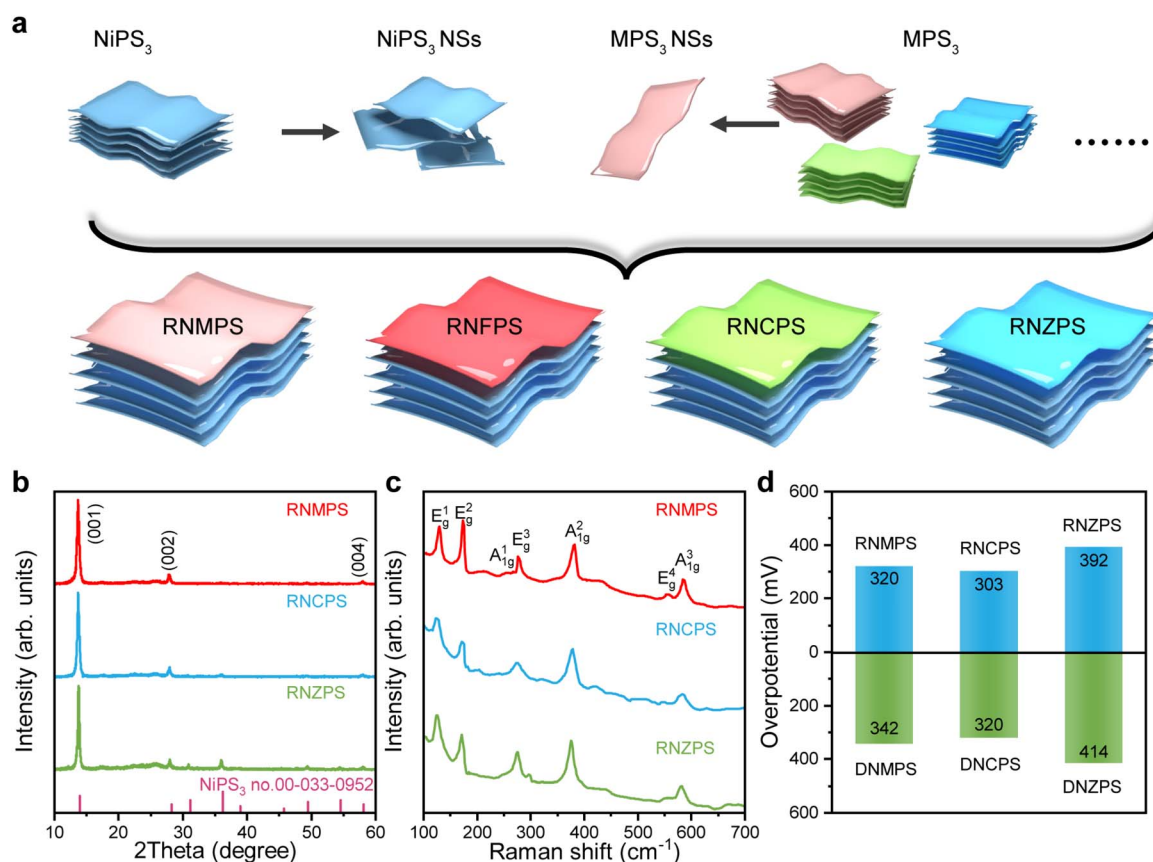 a
NiPS₃ NiPS₃ NSs MPS₃ NSs MPS₃
RNMPS RNFPS RNCPS RNZPS
b
Intensity (arb. units)
(001)
(002)
(004)
RNMPS
RNCPS
RNZPS
NiPS₃ no.00-033-0952
10 20 30 40 50 60
2Theta (degree)
c
Intensity (arb. units)
E¹g E²g A¹1g E³g A²1g E⁴g A³1g
RNMPS
RNCPS
RNZPS
100 200 300 400 500 600 700
Raman shift (cm⁻¹)
d
Overpotential (mV)
600
400
200
0
200
400
600
RNMPS RNCPS RNZPS
320 303 392
342 320 414
DNMPS DNCPS DNZPS